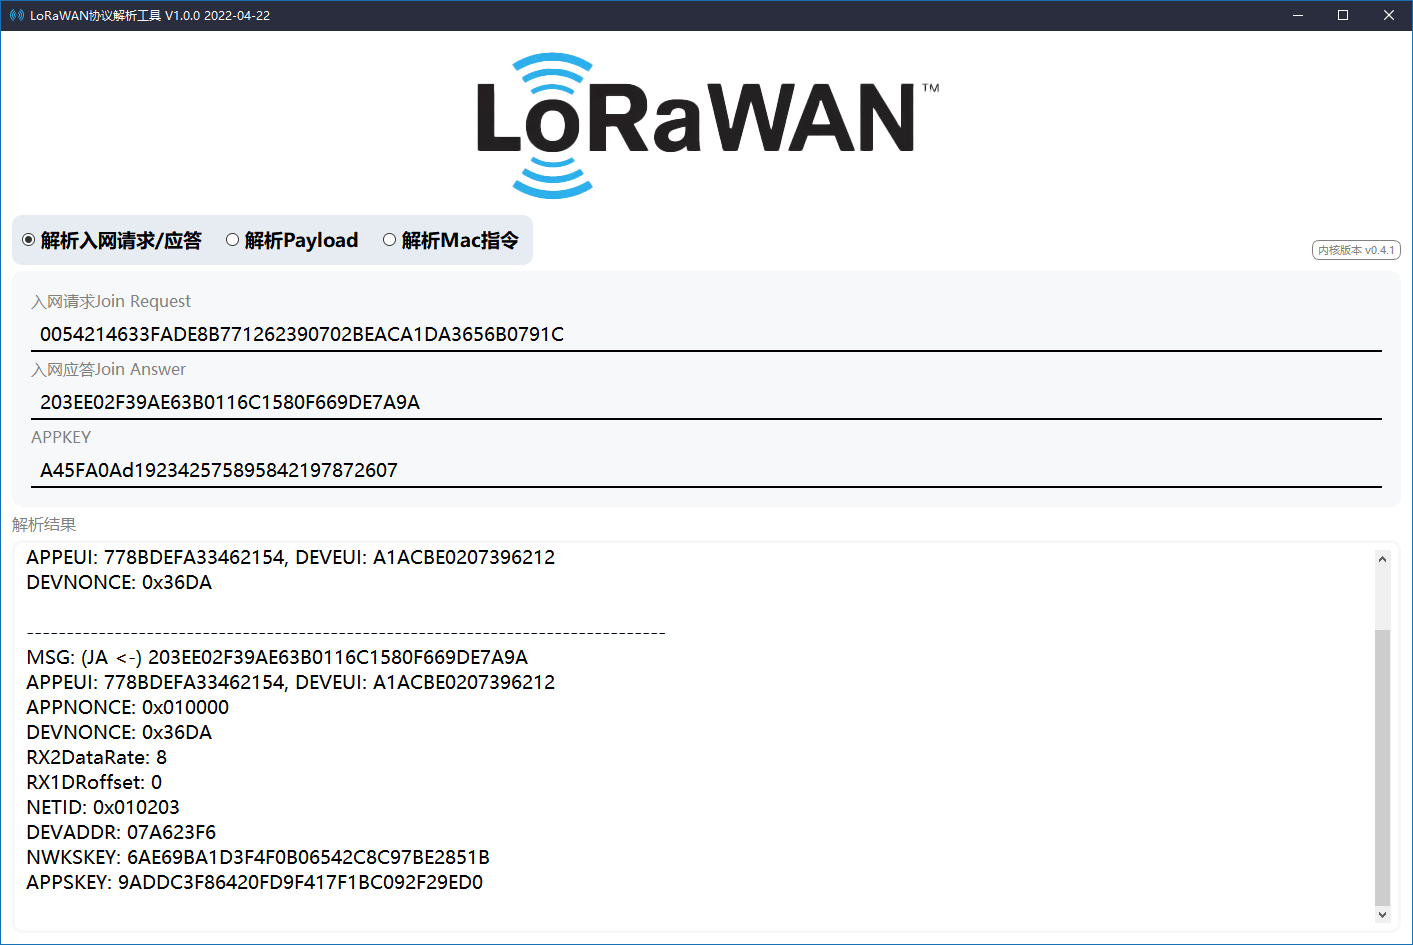 LoRaWAN协议解析工具 V1.0.0 2022-04-22
LoRaWAN™
解析入网请求/应答 解析Payload 解析Mac指令
内核版本 v0.4.1
入网请求Join Request
0054214633FADE8B771262390702BEACA1DA3656B0791C
入网应答Join Answer
203EE02F39AE63B0116C1580F669DE7A9A
APPKEY
A45FA0Ad192342575895842197872607
解析结果
APPEUI: 778BDEFA33462154, DEVEUI: A1ACBE0207396212
DEVNONCE: 0x36DA
--------------------------------------------------------------------------------
MSG: (JA <-) 203EE02F39AE63B0116C1580F669DE7A9A
APPEUI: 778BDEFA33462154, DEVEUI: A1ACBE0207396212
APPNONCE: 0x010000
DEVNONCE: 0x36DA
RX2DataRate: 8
RX1DRoffset: 0
NETID: 0x010203
DEVADDR: 07A623F6
NWKSKEY: 6AE69BA1D3F4F0B06542C8C97BE2851B
APPSKEY: 9ADDC3F86420FD9F417F1BC092F29ED0